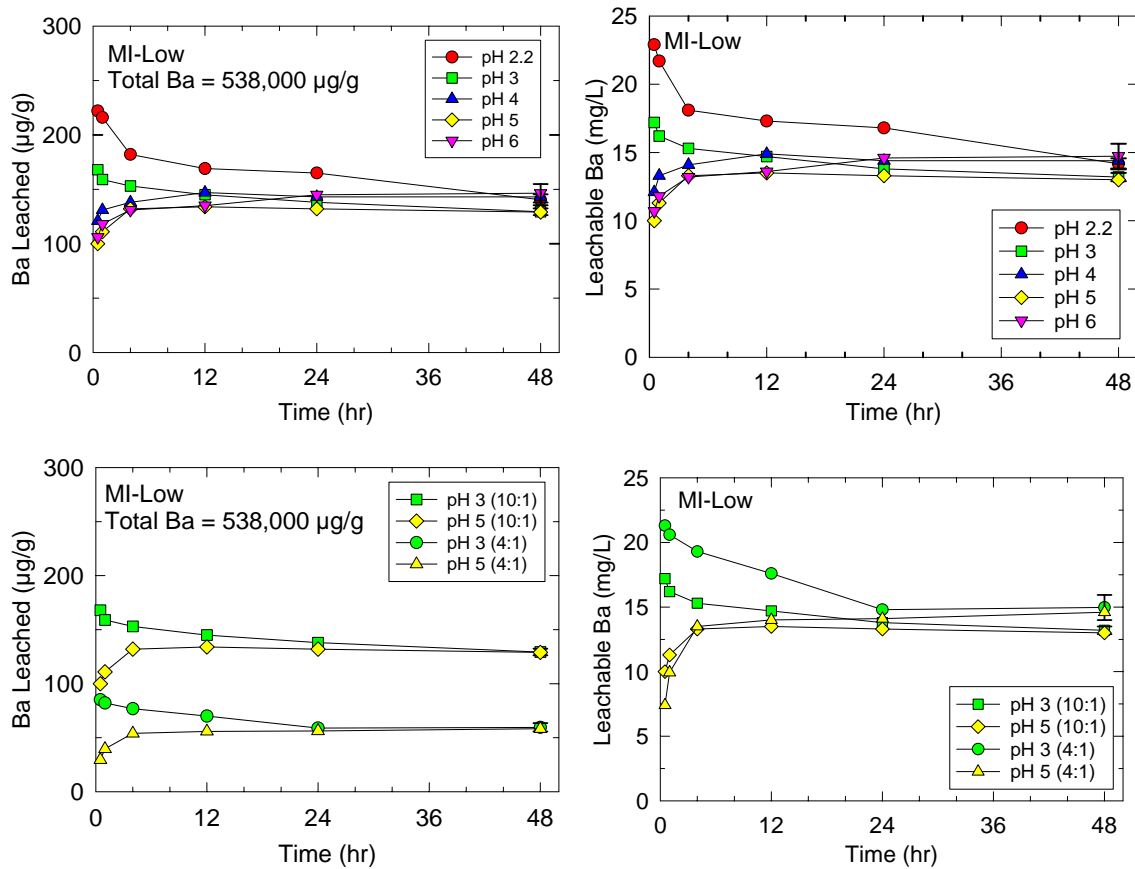 300
200
100
0
Ba Leached (µg/g)
MI-Low
Total Ba = 538,000 µg/g
pH 2.2
pH 3
pH 4
pH 5
pH 6
0 12 24 36 48
Time (hr)
25
20
15
10
5
0
Leachable Ba (mg/L)
MI-Low
pH 2.2
pH 3
pH 4
pH 5
pH 6
0 12 24 36 48
Time (hr)
300
200
100
0
Ba Leached (µg/g)
MI-Low
Total Ba = 538,000 µg/g
pH 3 (10:1)
pH 5 (10:1)
pH 3 (4:1)
pH 5 (4:1)
0 12 24 36 48
Time (hr)
25
20
15
10
5
0
Leachable Ba (mg/L)
MI-Low
pH 3 (10:1)
pH 5 (10:1)
pH 3 (4:1)
pH 5 (4:1)
0 12 24 36 48
Time (hr)